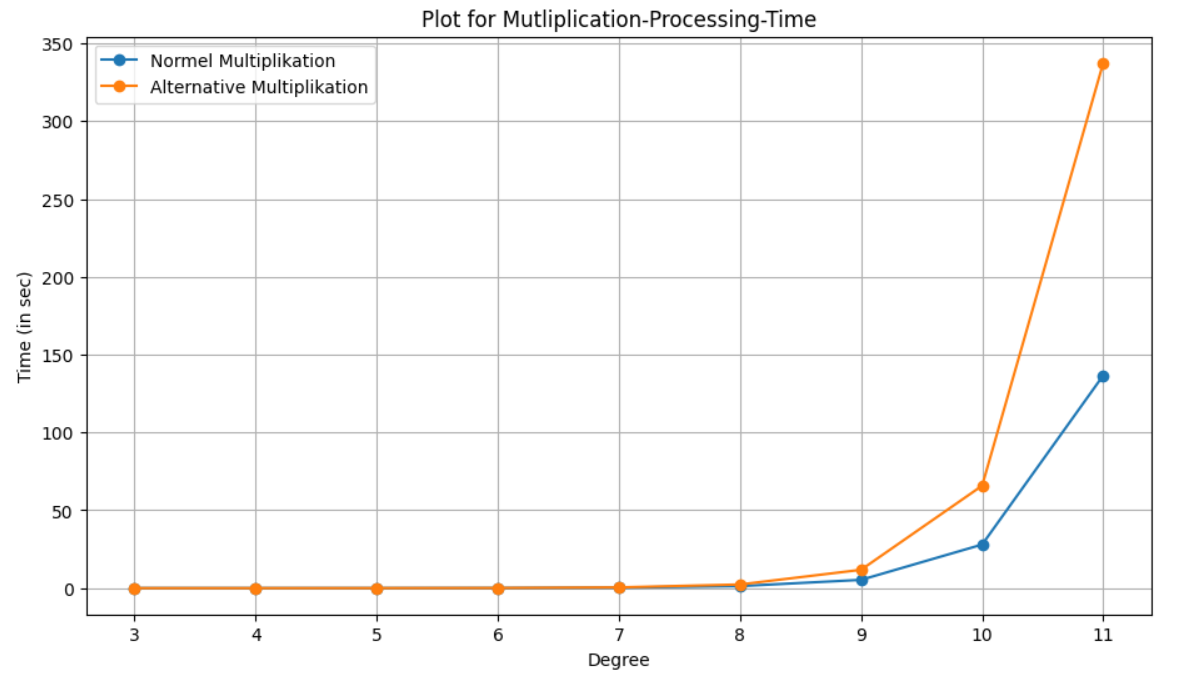 Plot for Mutliplication-Processing-Time
Normel Multiplikation
Alternative Multiplikation
Time (in sec)
350
300
250
200
150
100
50
0
3 4 5 6 7 8 9 10 11
Degree